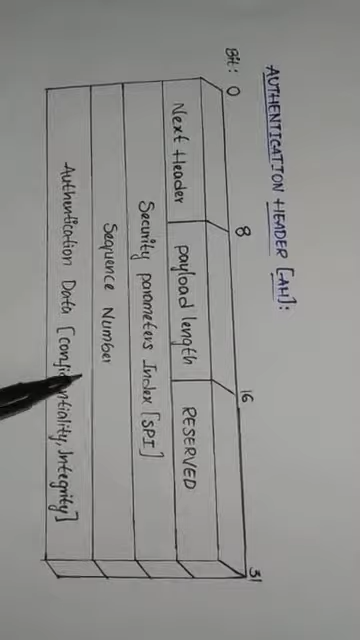 AUTHENTICATION HEADER [AH]:
Bit: 0 8 16 31
Next Header payload length RESERVED
Security parameters Index [SPI]
Sequence Number
Authentication Data [Confidentiality, Integrity]